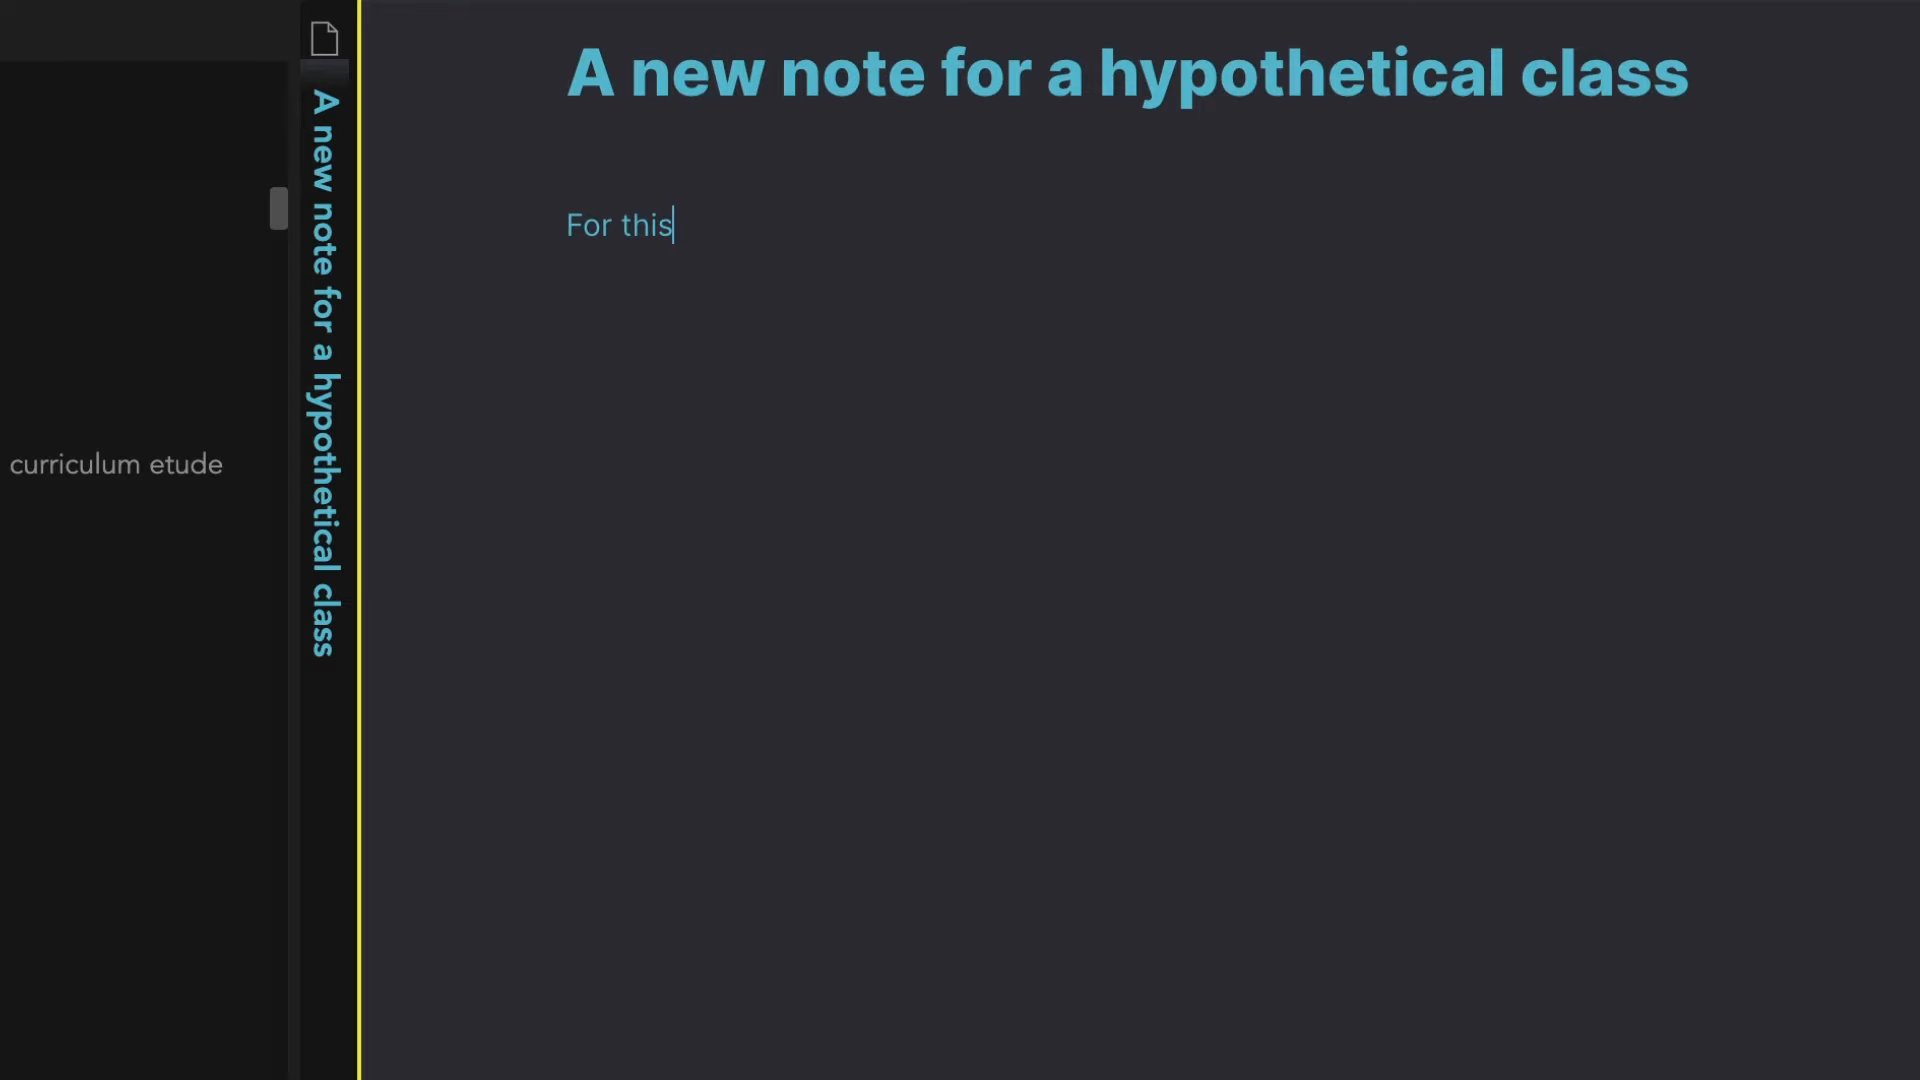 A new note for a hypothetical class
A new note for a hypothetical class
For this
curriculum etude